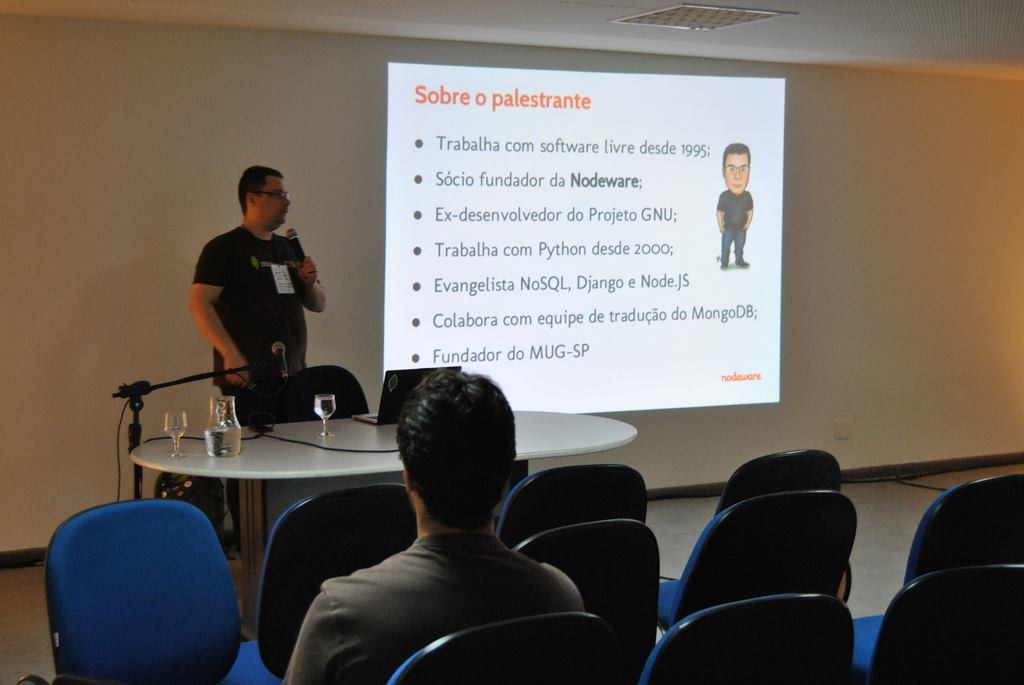 Sobre o palestrante
• Trabalha com software livre desde 1995;
• Sócio fundador da Nodeware;
• Ex-desenvolvedor do Projeto GNU;
• Trabalha com Python desde 2000;
• Evangelista NoSQL, Django e Node.JS
• Colabora com equipe de tradução do MongoDB;
• Fundador do MUG-SP
nodeware